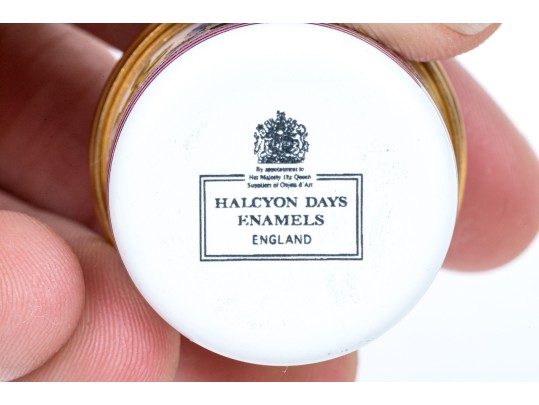 By appointment to
Her Majesty The Queen
Suppliers of Objets d'Art
HALCYON DAYS
ENAMELS
ENGLAND